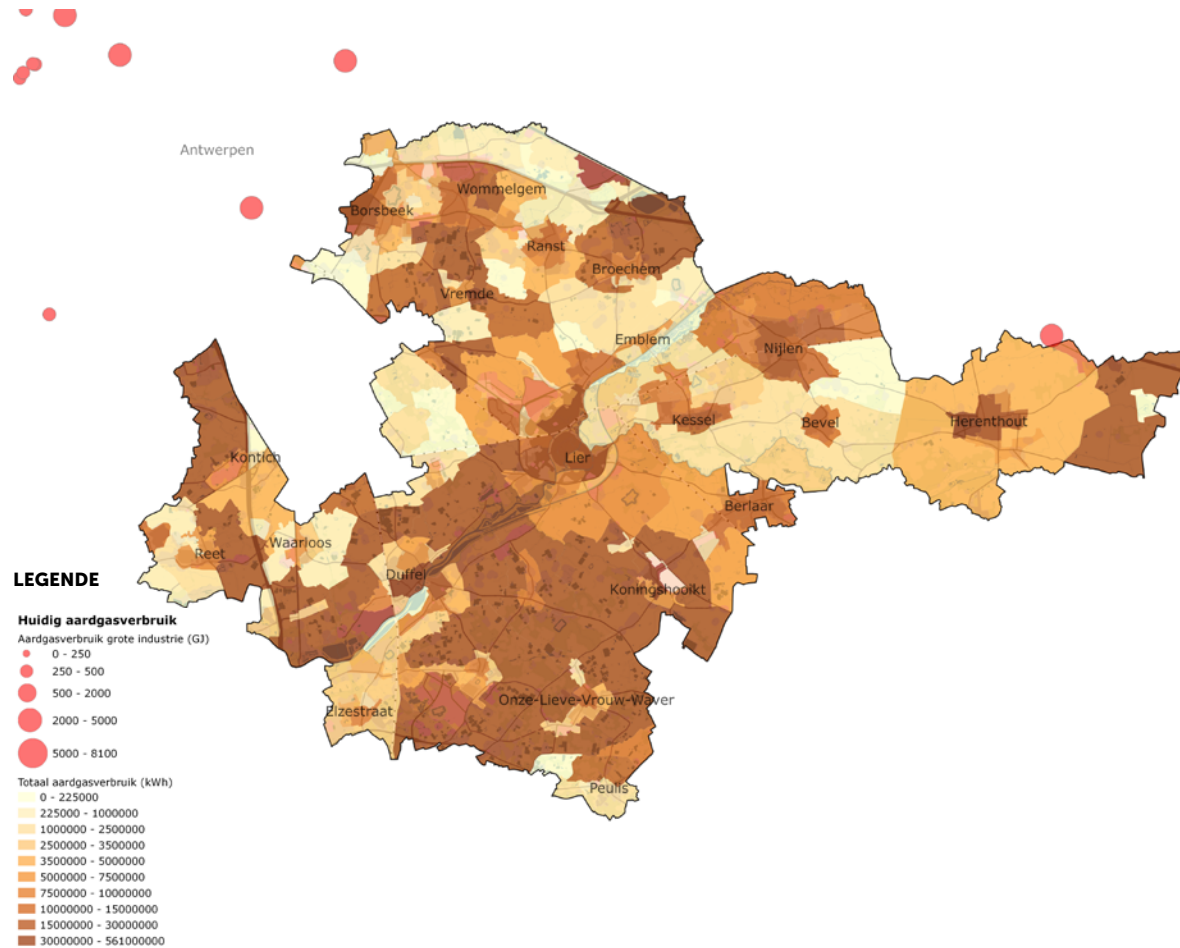 Antwerpen
Wommelgem
Borsbeek
Ranst
Broechem
Vremde
Emblem
Nijlen
Kessel
Bevel
Herenthout
Lier
Kontich
Berlaar
Waarloos
Reet
Duffel
Koningshooikt
Onze-Lieve-Vrouw-Waver
Elzestraat
Peulis
LEGENDE
Huidig aardgasverbruik
Aardgasverbruik grote industrie (GJ)
0 - 250
250 - 500
500 - 2000
2000 - 5000
5000 - 8100
Totaal aardgasverbruik (kWh)
0 - 225000
225000 - 1000000
1000000 - 2500000
2500000 - 3500000
3500000 - 5000000
5000000 - 7500000
7500000 - 10000000
10000000 - 15000000
15000000 - 30000000
30000000 - 561000000